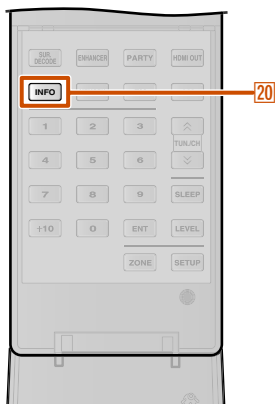 SUR. DECODE ENHANCER PARTY HDMI OUT
INFO 20
1 2 3
TUN./CH
4 5 6
7 8 9 SLEEP
+10 0 ENT LEVEL
ZONE SETUP